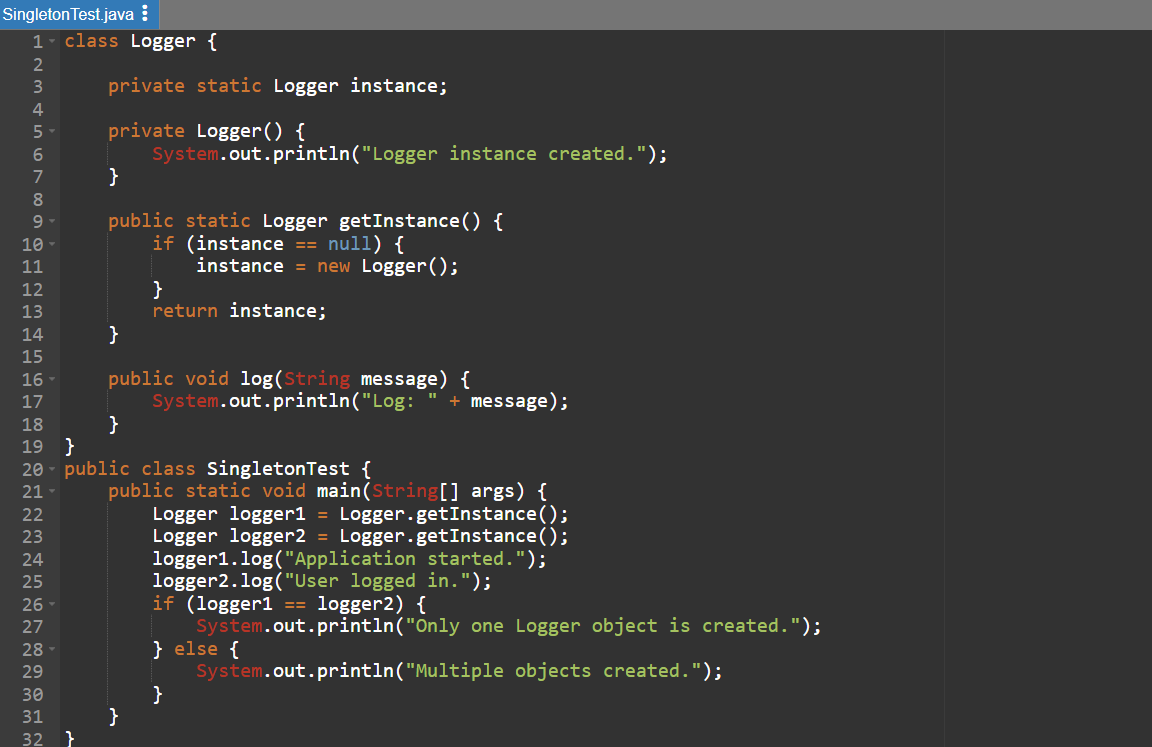 SingletonTest.java
1 class Logger {
2
3     private static Logger instance;
4
5     private Logger() {
6         System.out.println("Logger instance created.");
7     }
8
9     public static Logger getInstance() {
10         if (instance == null) {
11             instance = new Logger();
12         }
13         return instance;
14     }
15
16     public void log(String message) {
17         System.out.println("Log: " + message);
18     }
19 }
20 public class SingletonTest {
21     public static void main(String[] args) {
22         Logger logger1 = Logger.getInstance();
23         Logger logger2 = Logger.getInstance();
24         logger1.log("Application started.");
25         logger2.log("User logged in.");
26         if (logger1 == logger2) {
27             System.out.println("Only one Logger object is created.");
28         } else {
29             System.out.println("Multiple objects created.");
30         }
31     }
32 }